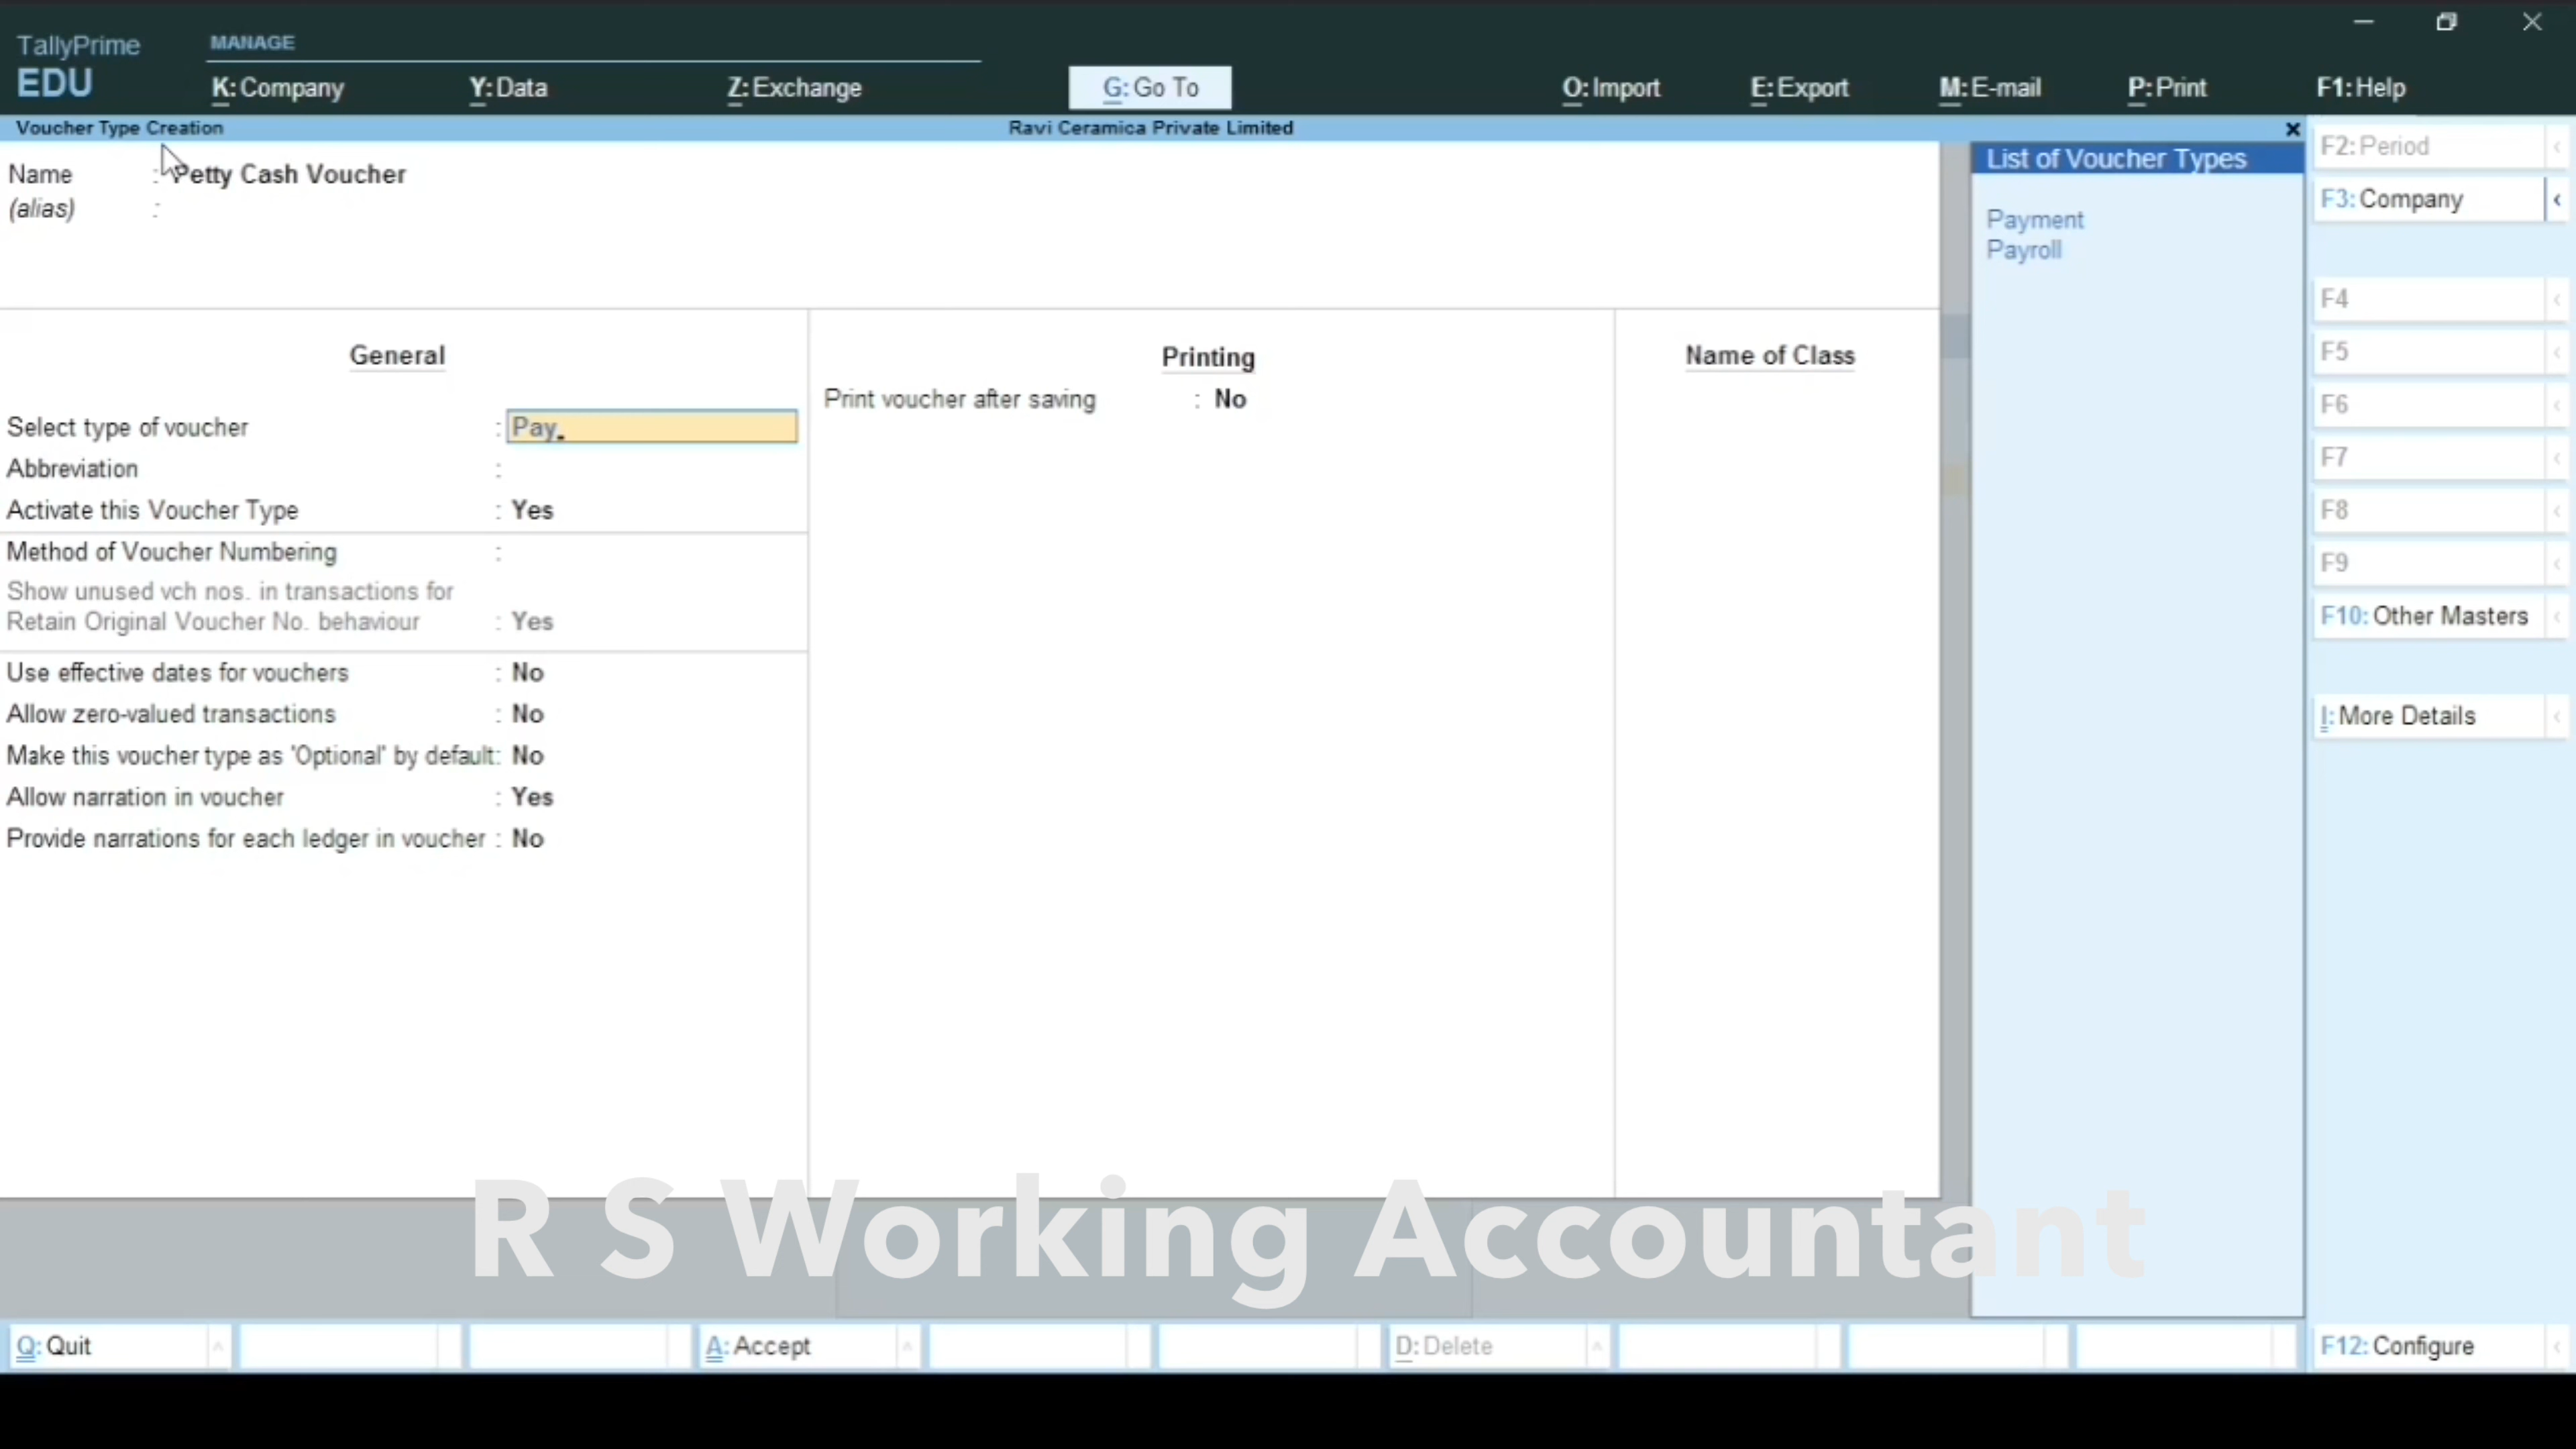 TallyPrime
EDU
MANAGE
K: Company
Y: Data
Z: Exchange
G: Go To
O: Import
E: Export
M: E-mail
P: Print
F1: Help
Voucher Type Creation
Ravi Ceramica Private Limited
Name : Petty Cash Voucher
(alias) :
General
Select type of voucher : Pay
Abbreviation :
Activate this Voucher Type : Yes
Method of Voucher Numbering :
Show unused vch nos. in transactions for
Retain Original Voucher No. behaviour : Yes
Use effective dates for vouchers : No
Allow zero-valued transactions : No
Make this voucher type as 'Optional' by default : No
Allow narration in voucher : Yes
Provide narrations for each ledger in voucher : No
Printing
Print voucher after saving : No
Name of Class
List of Voucher Types
Payment
Payroll
F2: Period
F3: Company
F4
F5
F6
F7
F8
F9
F10: Other Masters
I: More Details
R S Working Accountant
Q: Quit
A: Accept
D: Delete
F12: Configure